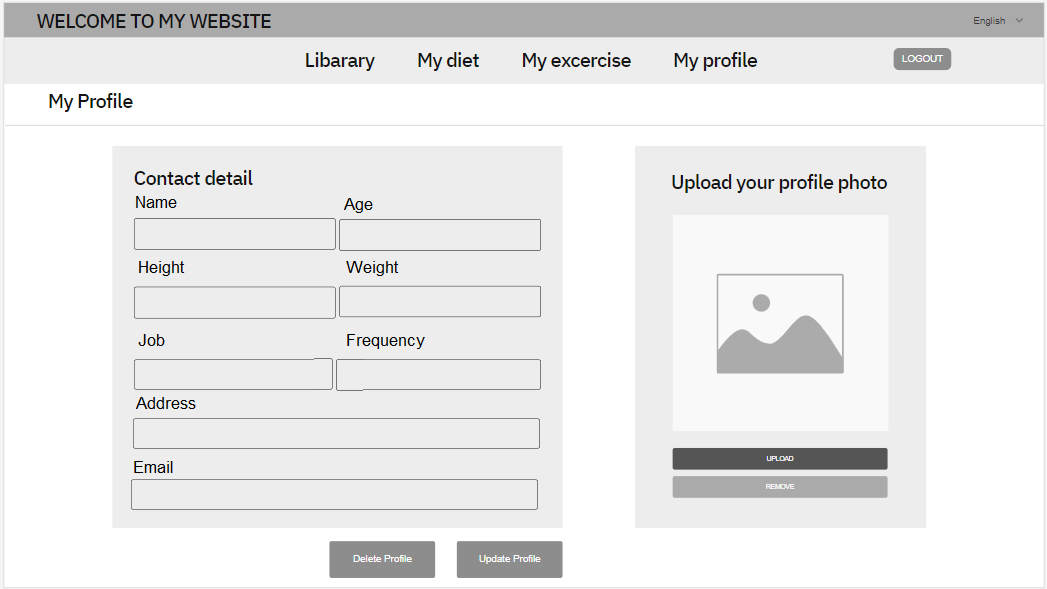 WELCOME TO MY WEBSITE
English
Librarary
My diet
My excercise
My profile
LOGOUT
My Profile
Contact detail
Name
Age
Height
Weight
Job
Frequency
Address
Email
Upload your profile photo
UPLOAD
REMOVE
Delete Profile
Update Profile